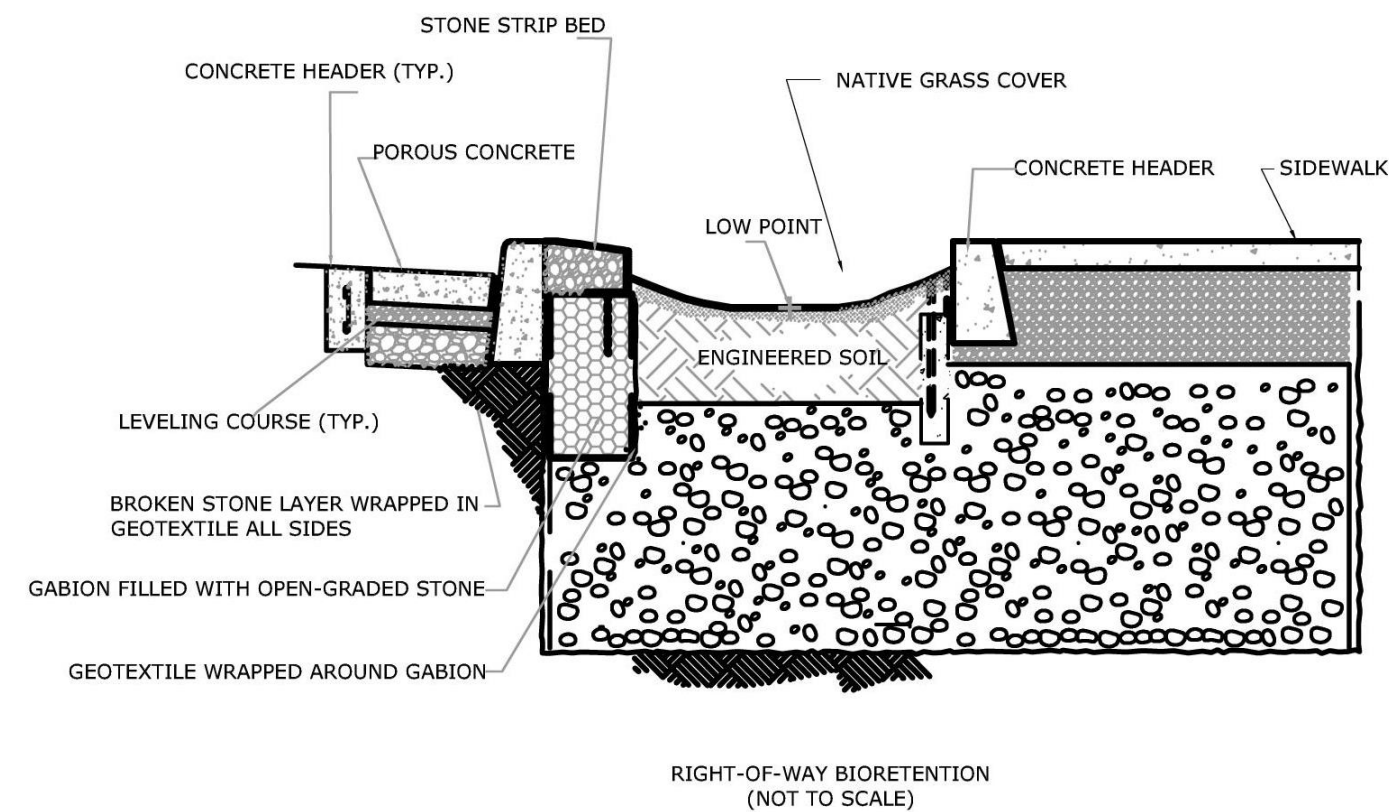 STONE STRIP BED
CONCRETE HEADER (TYP.)
NATIVE GRASS COVER
POROUS CONCRETE
CONCRETE HEADER
SIDEWALK
LOW POINT
ENGINEERED SOIL
LEVELING COURSE (TYP.)
BROKEN STONE LAYER WRAPPED IN
GEOTEXTILE ALL SIDES
GABION FILLED WITH OPEN-GRADED STONE
GEOTEXTILE WRAPPED AROUND GABION
RIGHT-OF-WAY BIORETENTION
(NOT TO SCALE)